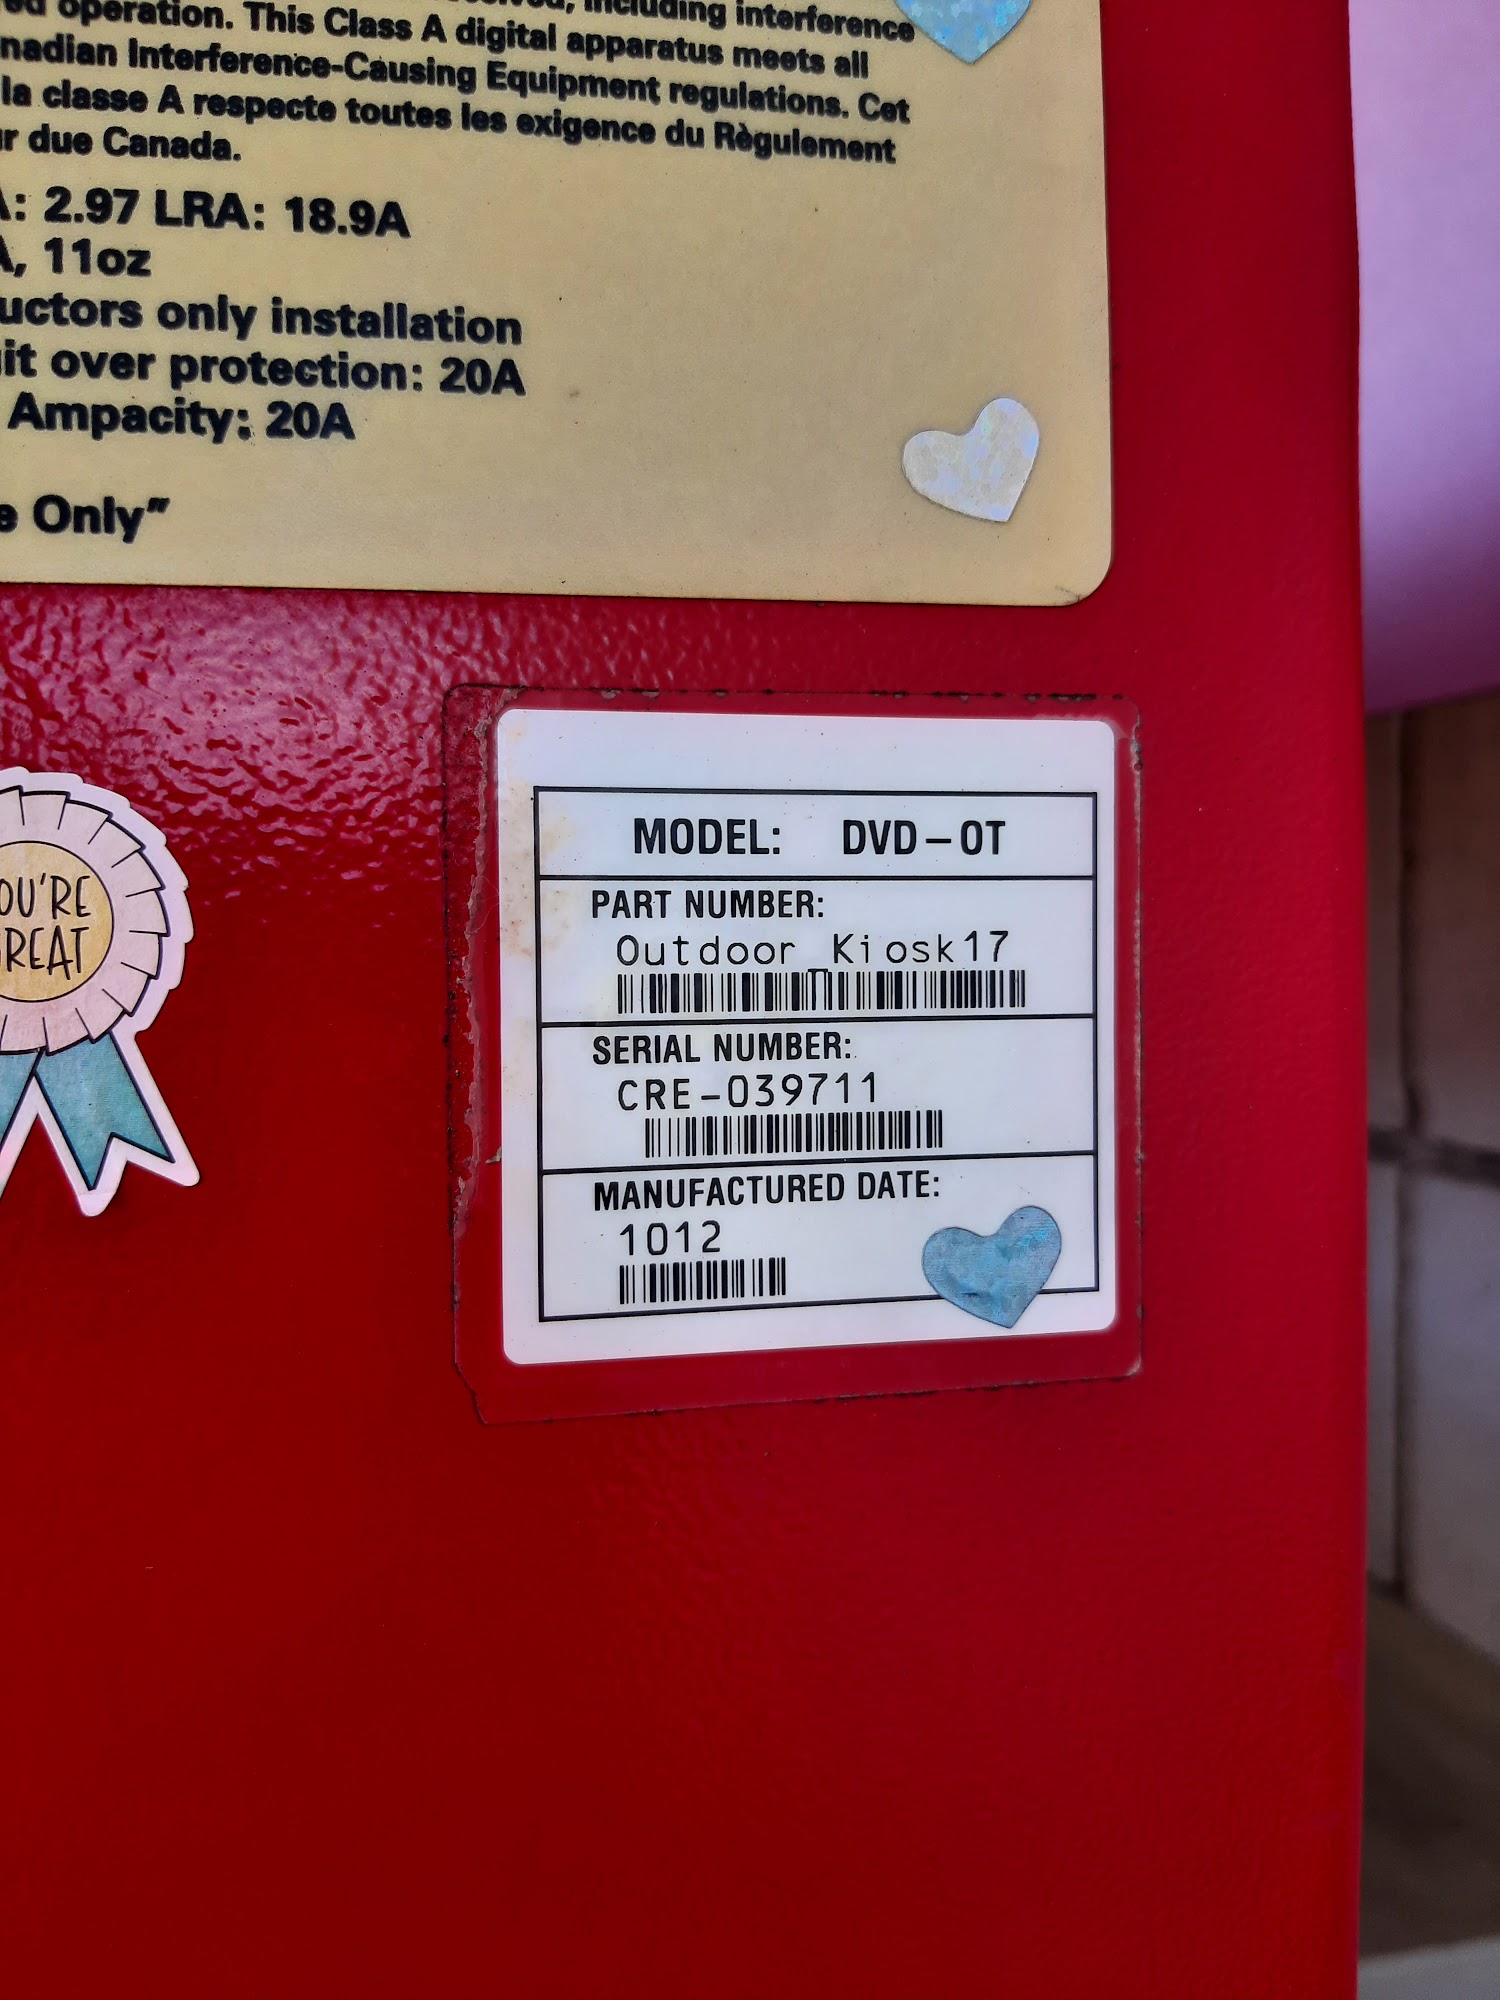 operation. This Class A digital apparatus meets all
nadian Interference-Causing Equipment regulations. Cet
la classe A respecte toutes les exigence du Règulement
r due Canada.
A: 2.97 LRA: 18.9A
A, 11oz
uctors only installation
it over protection: 20A
Ampacity: 20A
e Only"
OU'RE
REAT
MODEL: DVD-OT
PART NUMBER:
Outdoor_Kiosk17
SERIAL NUMBER:
CRE-039711
MANUFACTURED DATE:
1012